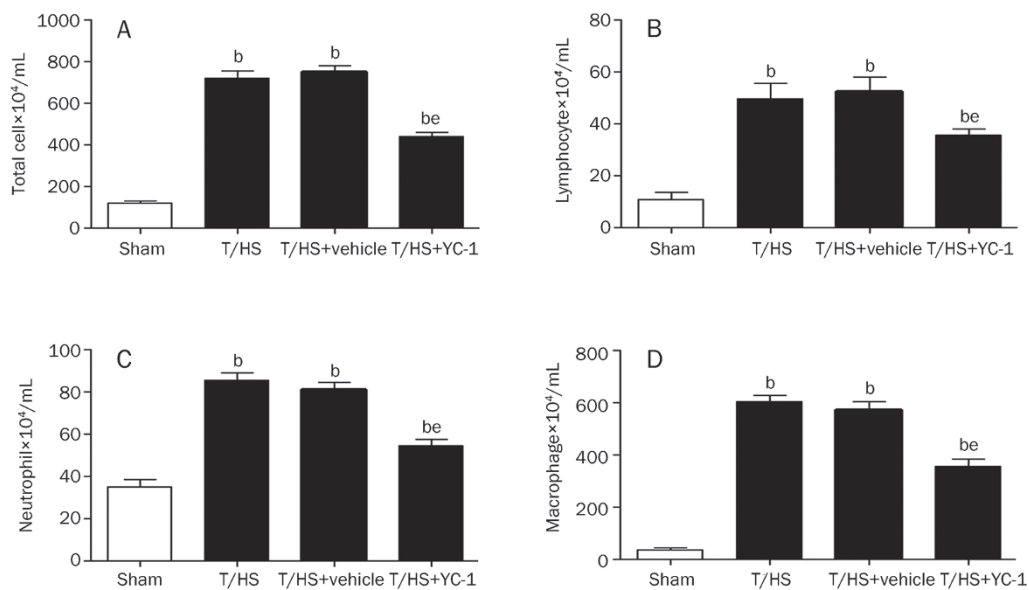 A
Total cell×10⁴/mL
1000
800
600
400
200
0
b
b
be
Sham
T/HS
T/HS+vehicle
T/HS+YC-1
B
Lymphocyte×10⁴/mL
80
60
40
20
0
b
b
be
Sham
T/HS
T/HS+vehicle
T/HS+YC-1
C
Neutrophil×10⁴/mL
100
80
60
40
20
0
b
b
be
Sham
T/HS
T/HS+vehicle
T/HS+YC-1
D
Macrophage×10⁴/mL
800
600
400
200
0
b
b
be
Sham
T/HS
T/HS+vehicle
T/HS+YC-1